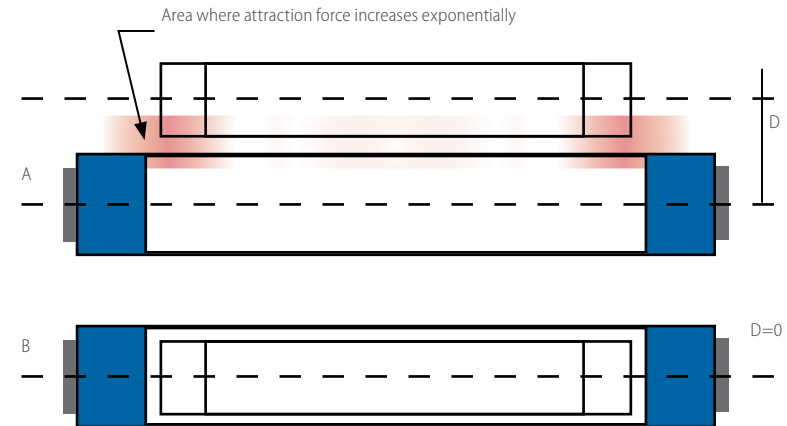 Area where attraction force increases exponentially
D
A
D=0
B